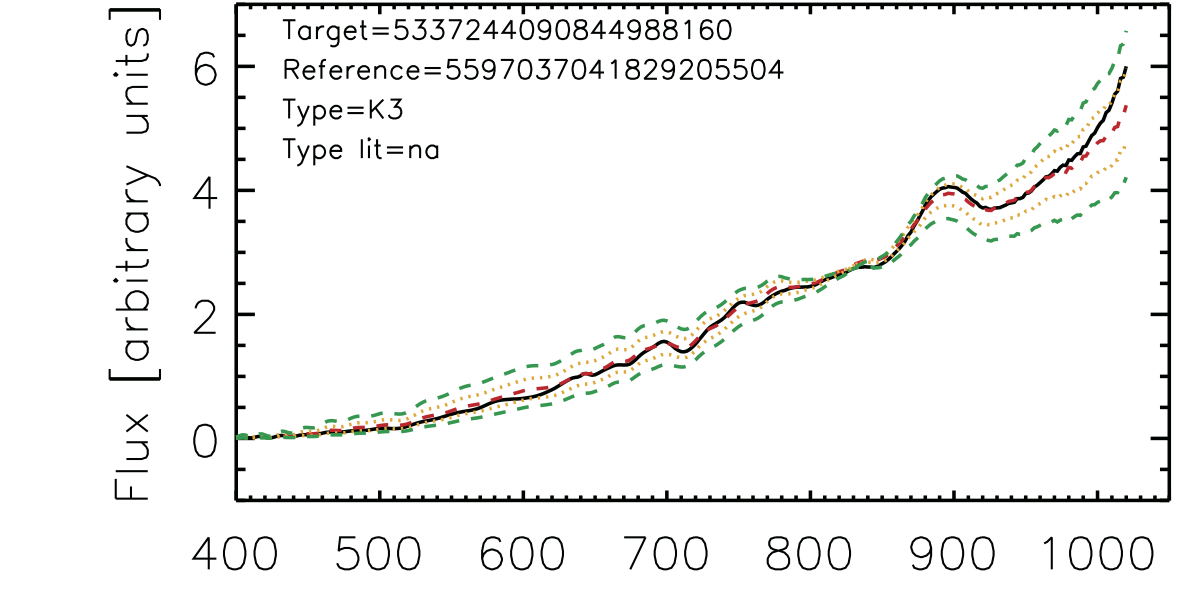 Target=5337244090844988160
Reference=5597037041829205504
Type=K3
Type lit=na
Flux [arbitrary units]
6
4
2
0
400 500 600 700 800 900 1000